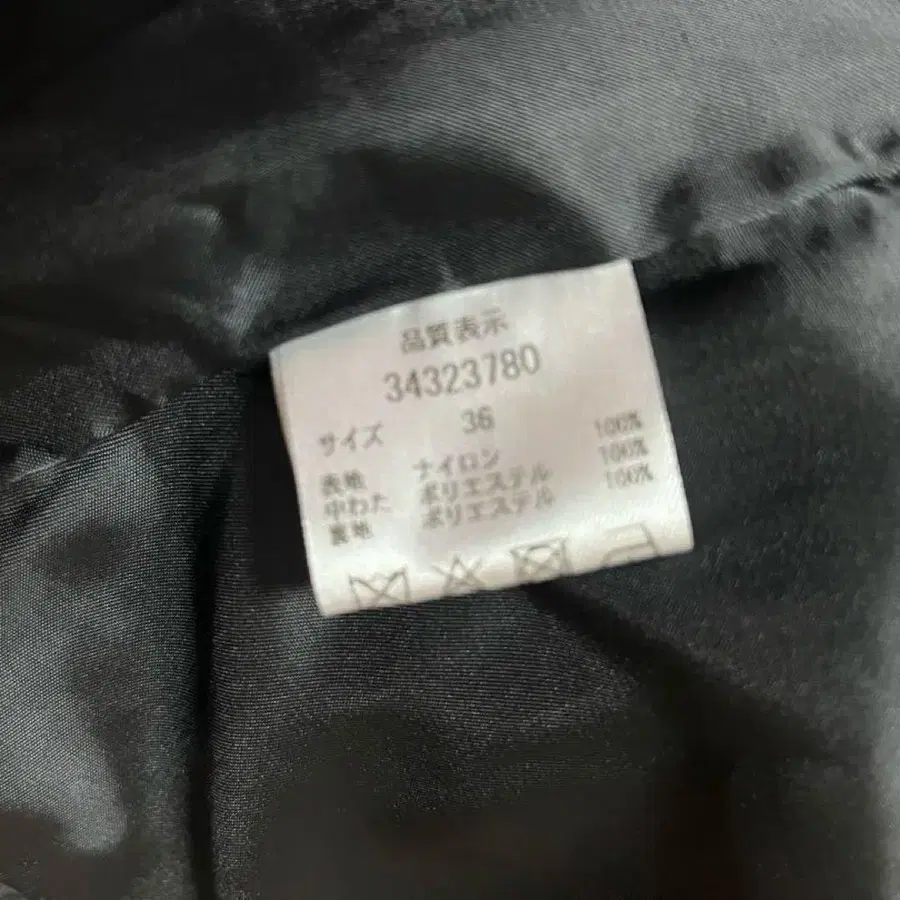 品質表示
34323780
サイズ 36
表地 ナイロン 100%
中わた ポリエステル 100%
裏地 ポリエステル 100%